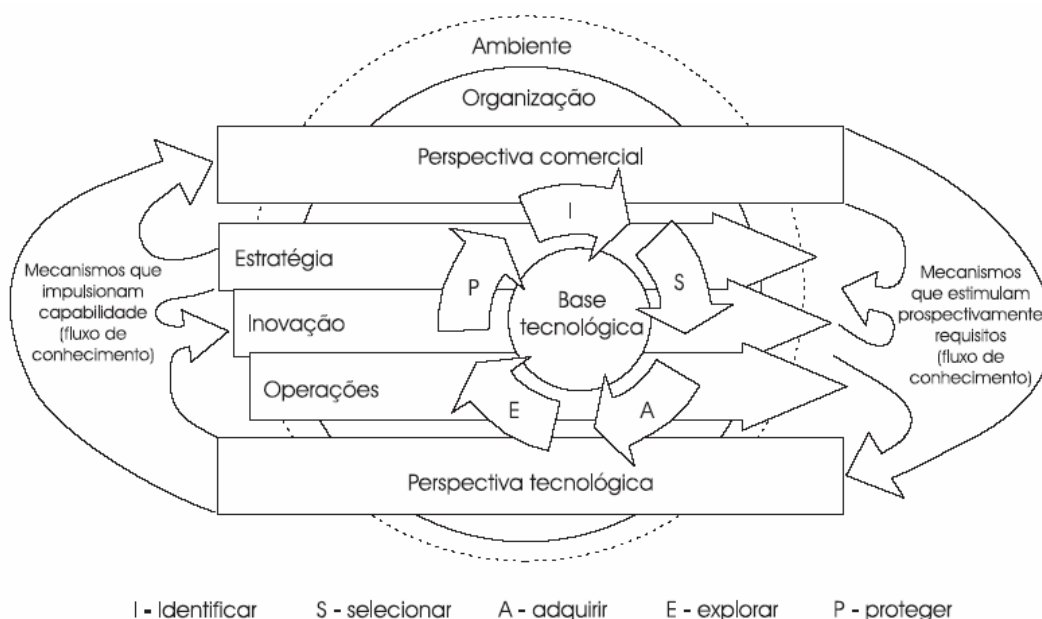 Ambiente
Organização
Perspectiva comercial
I
Estratégia
P
S
Mecanismos que
impulsionam
capabilidade
(fluxo de
conhecimento)
Base
tecnológica
Mecanismos
que estimulam
prospectivamente
requisitos
(fluxo de
conhecimento)
Inovação
Operações
E
A
Perspectiva tecnológica
I - Identificar S - selecionar A - adquirir E - explorar P - proteger